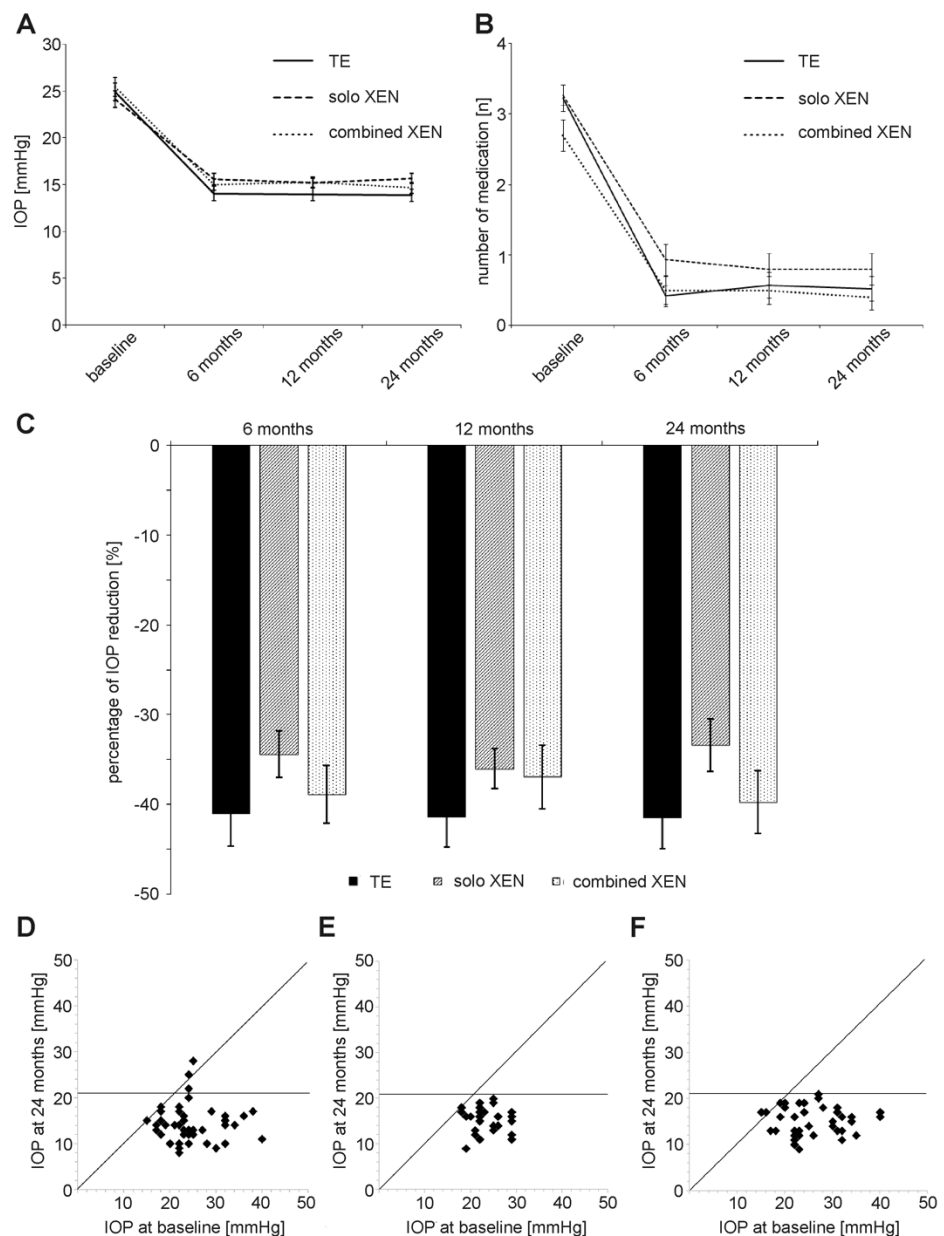 A
30
25
20
15
10
5
0
IOP [mmHg]
TE
solo XEN
combined XEN
baseline
6 months
12 months
24 months
B
4
3
2
1
0
number of medication [n]
TE
solo XEN
combined XEN
baseline
6 months
12 months
24 months
C
6 months
12 months
24 months
0
-10
-20
-30
-40
-50
percentage of IOP reduction [%]
TE
solo XEN
combined XEN
D
50
40
30
20
10
0
IOP at 24 months [mmHg]
0 10 20 30 40 50
IOP at baseline [mmHg]
E
50
40
30
20
10
0
IOP at 24 months [mmHg]
0 10 20 30 40 50
IOP at baseline [mmHg]
F
50
40
30
20
10
0
IOP at 24 months [mmHg]
0 10 20 30 40 50
IOP at baseline [mmHg]